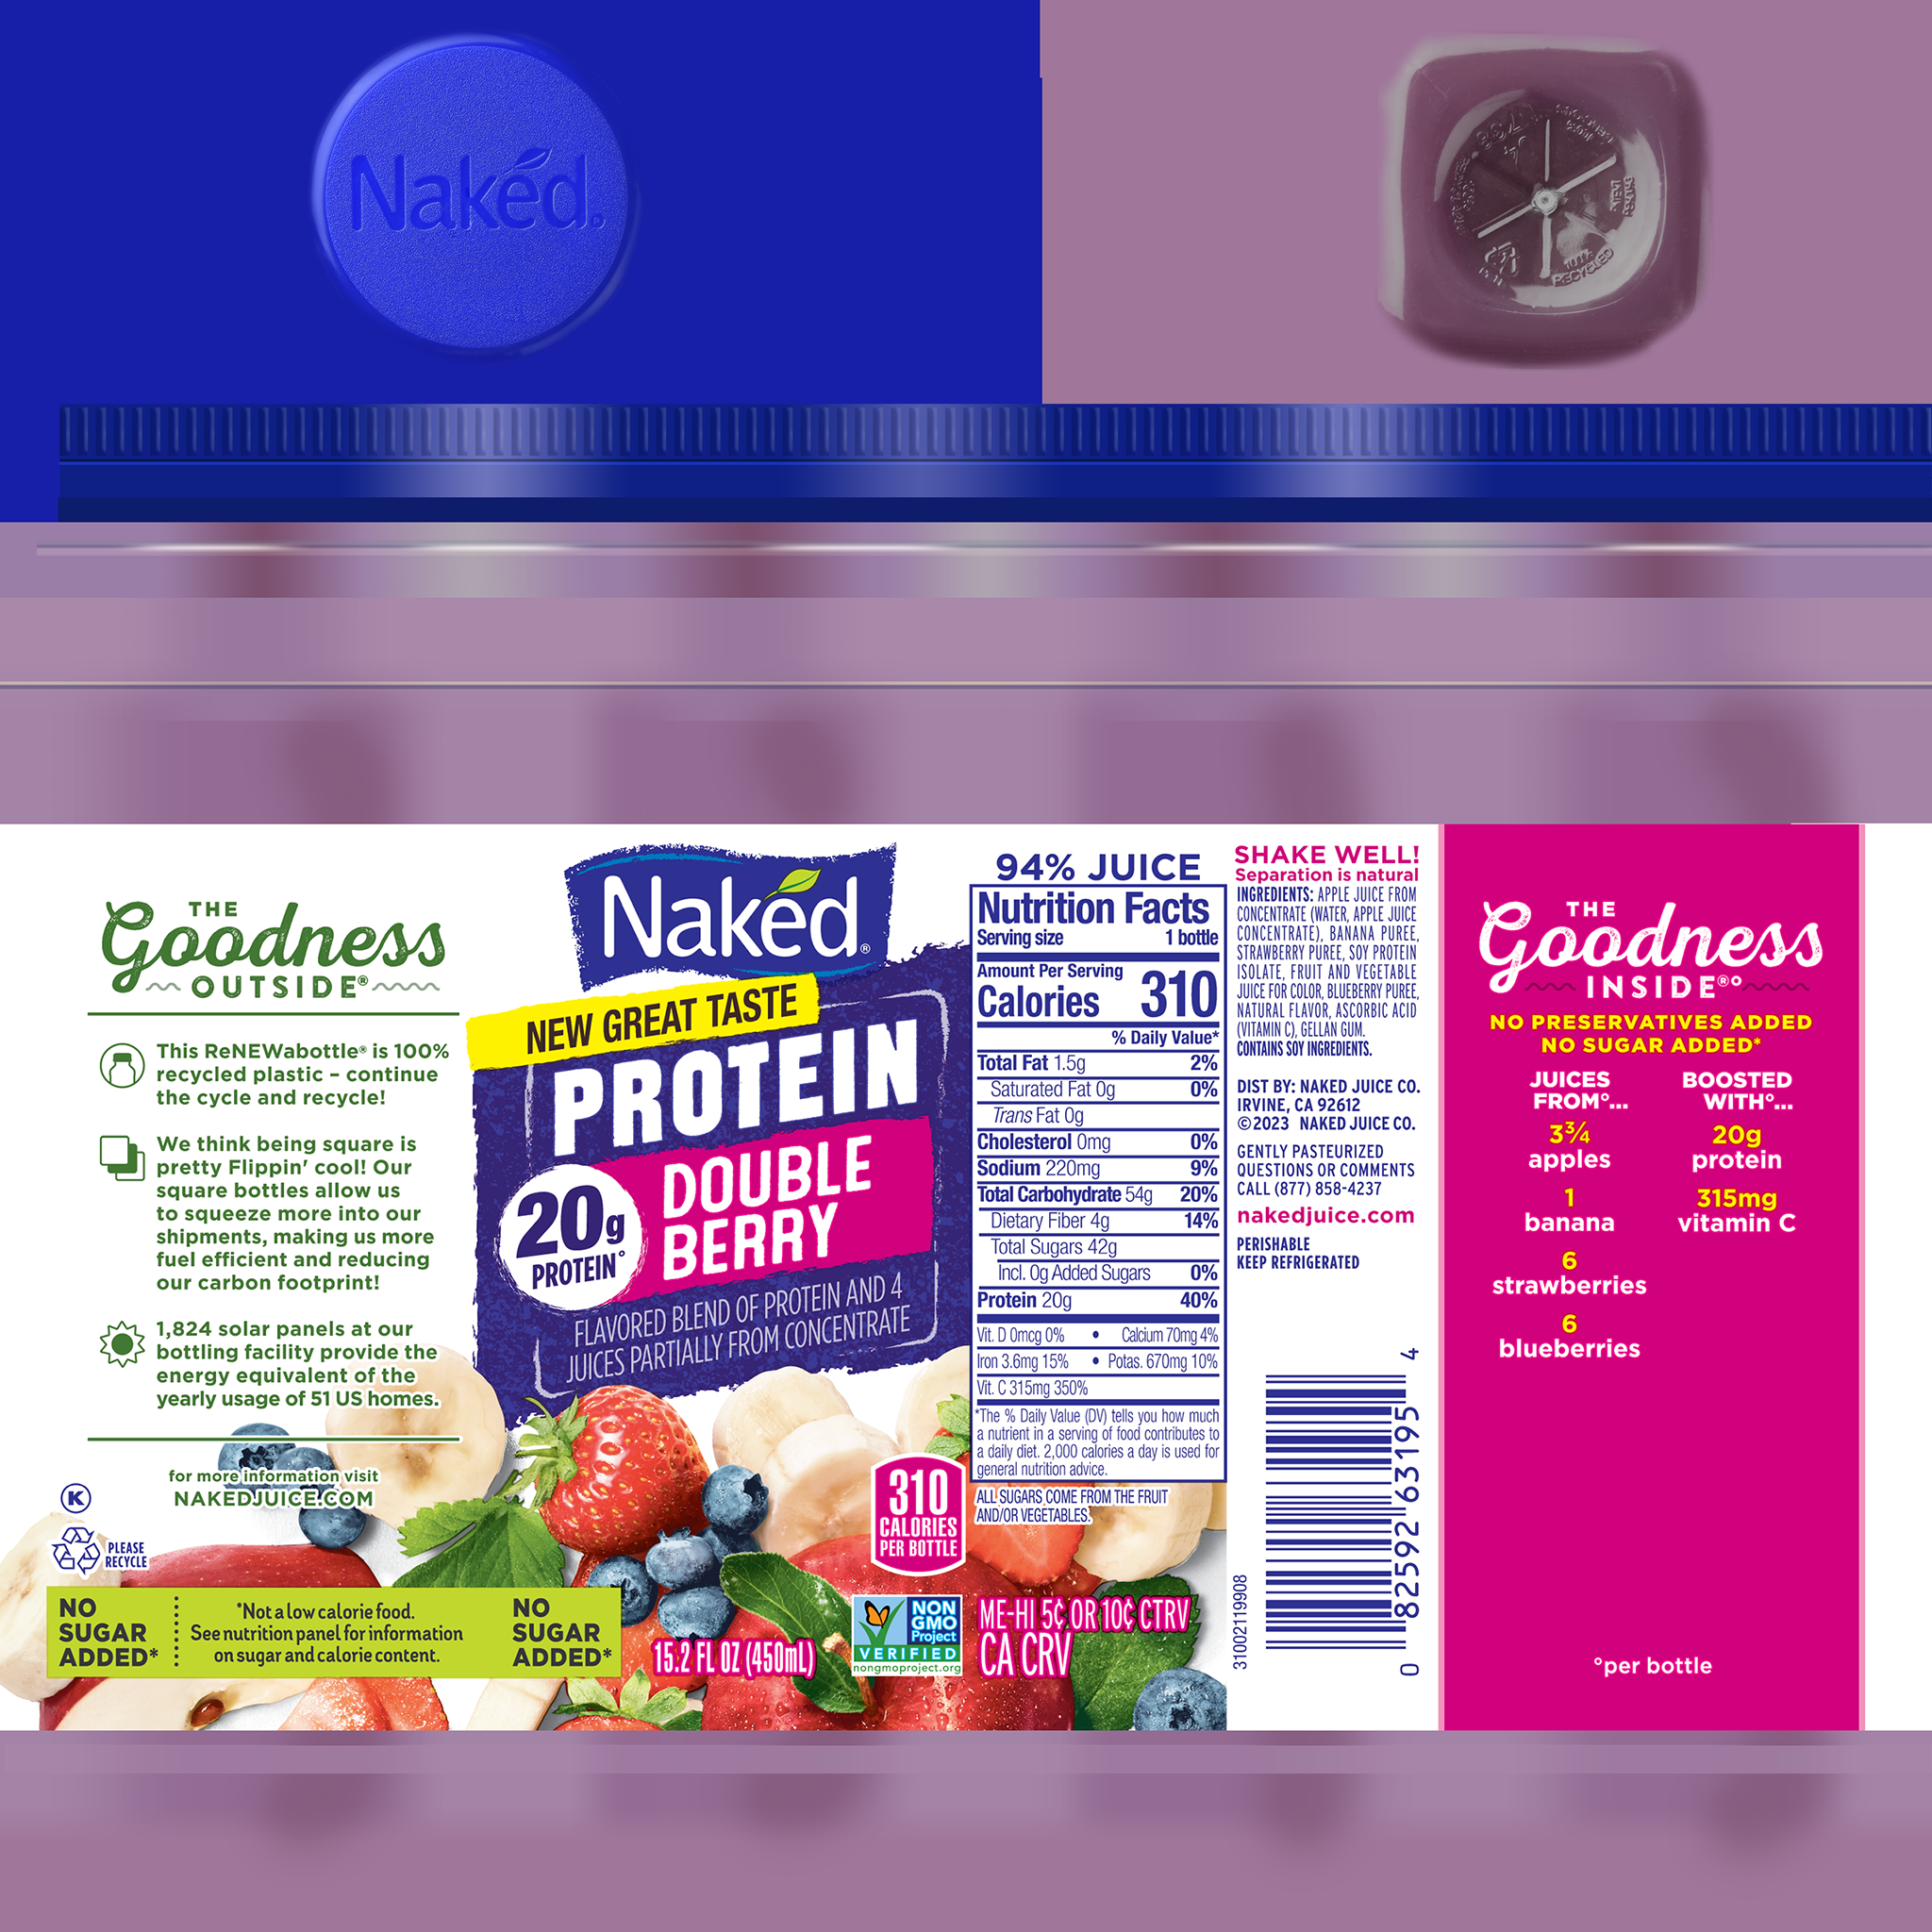 Nakéd.
100%
RECYCLED
THE
Goodness
OUTSIDE®
This ReNEWabottle® is 100%
recycled plastic – continue
the cycle and recycle!
We think being square is
pretty Flippin' cool! Our
square bottles allow us
to squeeze more into our
shipments, making us more
fuel efficient and reducing
our carbon footprint!
1,824 solar panels at our
bottling facility provide the
energy equivalent of the
yearly usage of 51 US homes.
for more information visit
NAKEDJUICE.COM
K
PLEASE
RECYCLE
NO
SUGAR
ADDED*
*Not a low calorie food.
See nutrition panel for information
on sugar and calorie content.
NO
SUGAR
ADDED*
Nakéd®
NEW GREAT TASTE
PROTEIN
DOUBLE
BERRY
20g
PROTEIN°
FLAVORED BLEND OF PROTEIN AND 4
JUICES PARTIALLY FROM CONCENTRATE
310
CALORIES
PER BOTTLE
15.2 FL OZ (450mL)
NON
GMO
Project
VERIFIED
nongmoproject.org
94% JUICE
Nutrition Facts
Serving size 1 bottle
Amount Per Serving
Calories 310
% Daily Value*
Total Fat 1.5g 2%
Saturated Fat 0g 0%
Trans Fat 0g
Cholesterol 0mg 0%
Sodium 220mg 9%
Total Carbohydrate 54g 20%
Dietary Fiber 4g 14%
Total Sugars 42g
Incl. 0g Added Sugars 0%
Protein 20g 40%
Vit. D 0mcg 0% • Calcium 70mg 4%
Iron 3.6mg 15% • Potas. 670mg 10%
Vit. C 315mg 350%
*The % Daily Value (DV) tells you how much
a nutrient in a serving of food contributes to
a daily diet. 2,000 calories a day is used for
general nutrition advice.
ALL SUGARS COME FROM THE FRUIT
AND/OR VEGETABLES.
ME-HI 5¢ OR 10¢ CTRV
CA CRV
SHAKE WELL!
Separation is natural
INGREDIENTS: APPLE JUICE FROM
CONCENTRATE (WATER, APPLE JUICE
CONCENTRATE), BANANA PUREE,
STRAWBERRY PUREE, SOY PROTEIN
ISOLATE, FRUIT AND VEGETABLE
JUICE FOR COLOR, BLUEBERRY PUREE,
NATURAL FLAVOR, ASCORBIC ACID
(VITAMIN C), GELLAN GUM.
CONTAINS SOY INGREDIENTS.
DIST BY: NAKED JUICE CO.
IRVINE, CA 92612
©2023 NAKED JUICE CO.
GENTLY PASTEURIZED
QUESTIONS OR COMMENTS
CALL (877) 858-4237
nakedjuice.com
PERISHABLE
KEEP REFRIGERATED
31002119908
0 82592 63195 4
THE
Goodness
INSIDE®°
NO PRESERVATIVES ADDED
NO SUGAR ADDED*
JUICES
FROM°...
3¾
apples
1
banana
6
strawberries
6
blueberries
BOOSTED
WITH°...
20g
protein
315mg
vitamin C
°per bottle